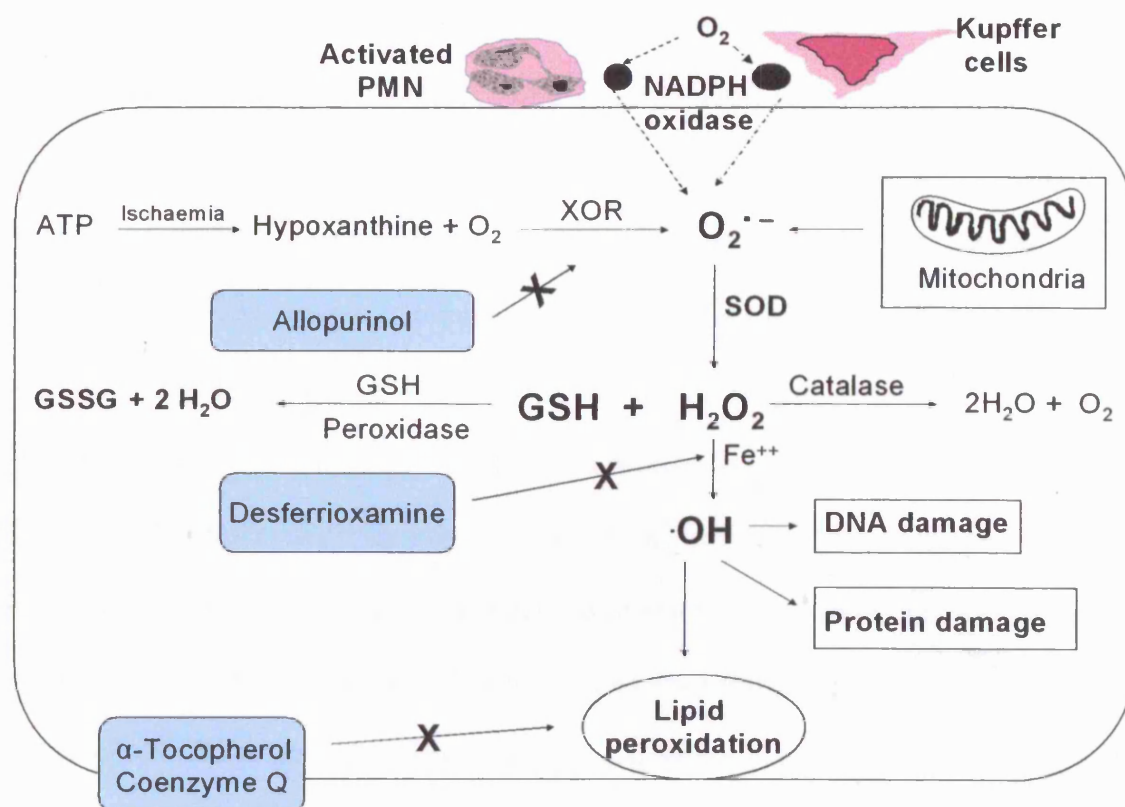 Activated
PMN
O₂
NADPH
oxidase
Kupffer
cells
ATP
Ischaemia
Hypoxanthine + O₂
XOR
O₂˙⁻
Mitochondria
Allopurinol
X
SOD
GSSG + 2 H₂O
GSH
Peroxidase
GSH + H₂O₂
Catalase
2H₂O + O₂
Desferrioxamine
X
Fe⁺⁺
·OH
DNA damage
Protein damage
Lipid
peroxidation
α-Tocopherol
Coenzyme Q
X